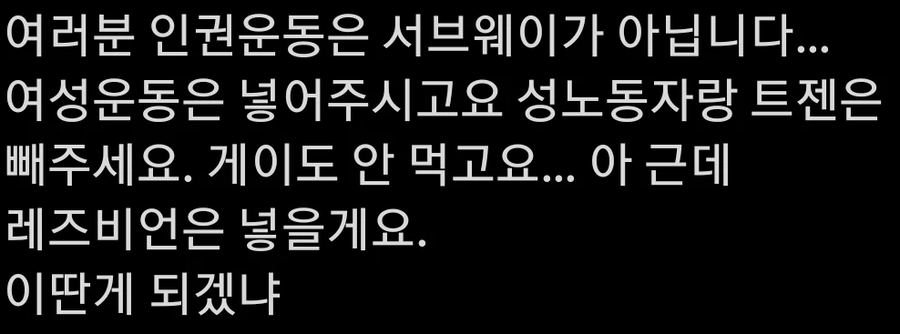 여러분 인권운동은 서브웨이가 아닙니다...
여성운동은 넣어주시고요 성노동자랑 트젠은
빼주세요. 게이도 안 먹고요... 아 근데
레즈비언은 넣을게요.
이딴게 되겠냐